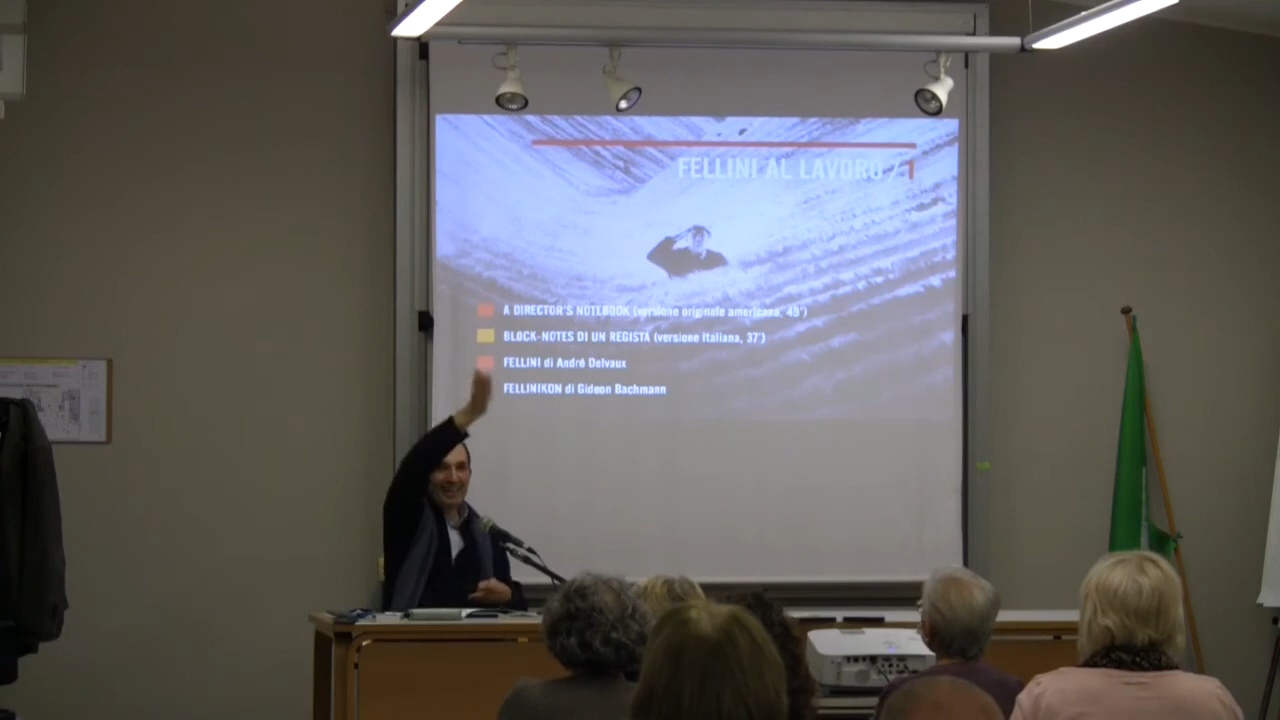 FELLINI AL LAVORO / 1
A DIRECTOR'S NOTEBOOK (versione originale americana, 49')
BLOCK-NOTES DI UN REGISTA (versione italiana, 37')
FELLINI di André Delvaux
FELLINIKON di Gideon Bachmann